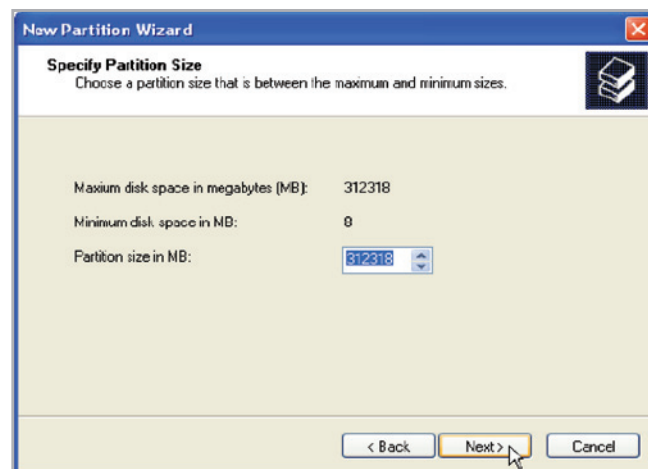 New Partition Wizard
Specify Partition Size
Choose a partition size that is between the maximum and minimum sizes.
Maxium disk space in megabytes (MB): 312318
Minimum disk space in MB: 8
Partition size in MB: 312318
< Back Next > Cancel